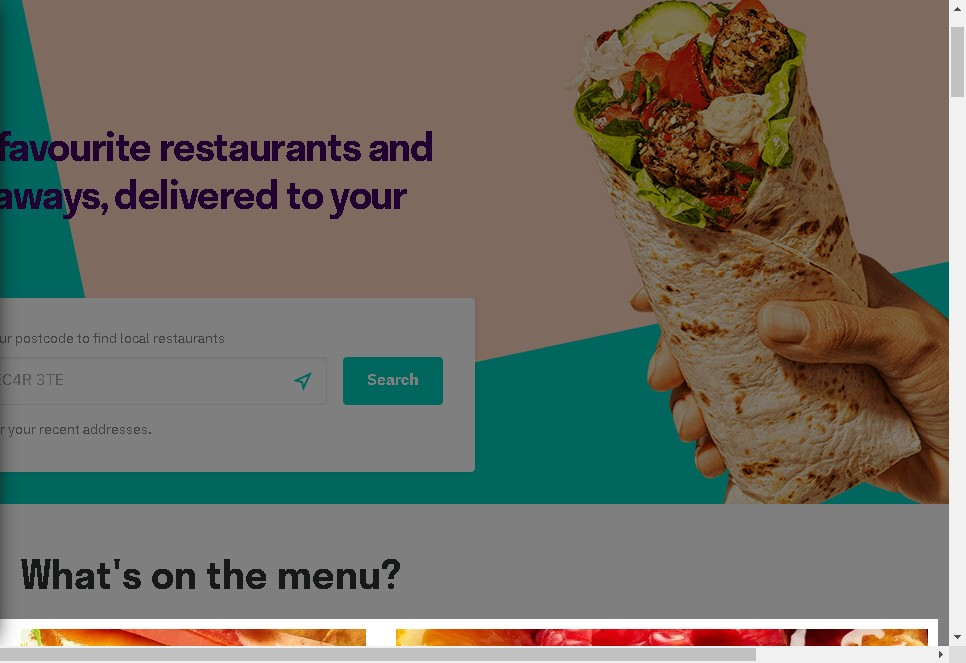 favourite restaurants and
aways, delivered to your
ur postcode to find local restaurants
EC4R 3TE
Search
r your recent addresses.
What's on the menu?